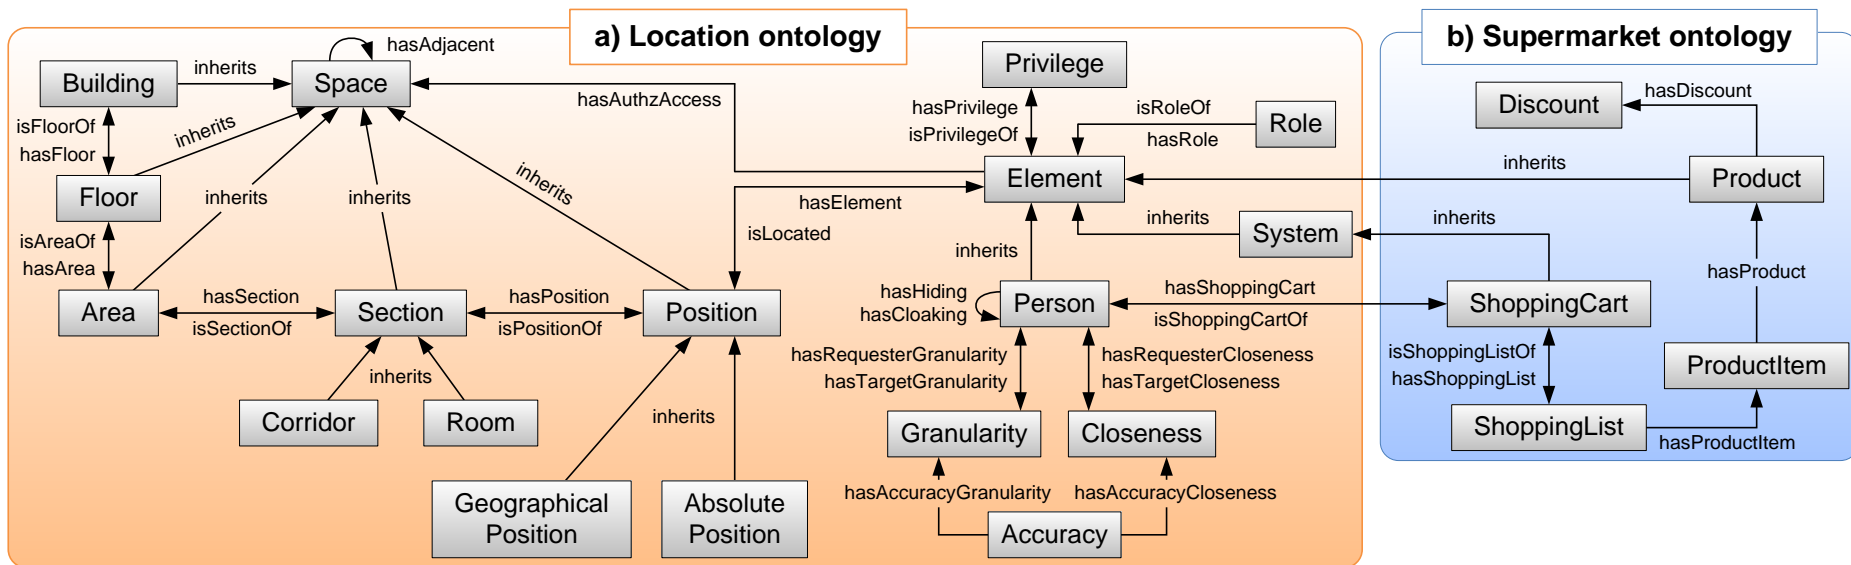 a) Location ontology
b) Supermarket ontology
hasAdjacent
Building
inherits
Space
isFloorOf
hasFloor
inherits
Floor
isAreaOf
hasArea
inherits
inherits
inherits
Area
hasSection
isSectionOf
Section
hasPosition
isPositionOf
Position
inherits
Corridor
Room
inherits
Geographical
Position
Absolute
Position
hasAuthzAccess
Privilege
hasPrivilege
isPrivilegeOf
isRoleOf
hasRole
Role
Element
hasElement
isLocated
inherits
System
inherits
hasHiding
hasCloaking
Person
hasShoppingCart
isShoppingCartOf
hasRequesterGranularity
hasTargetGranularity
hasRequesterCloseness
hasTargetCloseness
Granularity
Closeness
hasAccuracyGranularity
hasAccuracyCloseness
Accuracy
Discount
hasDiscount
inherits
Product
inherits
hasProduct
ShoppingCart
isShoppingListOf
hasShoppingList
ProductItem
ShoppingList
hasProductItem